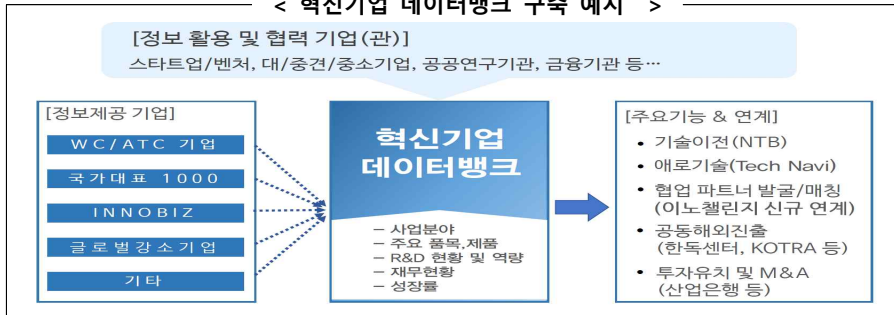 < 혁신기업 데이터뱅크 구축 예시 >
[정보 활용 및 협력 기업(관)]
스타트업/벤처, 대/중견/중소기업, 공공연구기관, 금융기관 등…
[정보제공 기업]
WC/ATC 기업
국가대표 1000
INNOBIZ
글로벌강소기업
기타
혁신기업
데이터뱅크
– 사업분야
– 주요 품목,제품
– R&D 현황 및 역량
– 재무현황
– 성장률
[주요기능 & 연계]
• 기술이전(NTB)
• 애로기술(Tech Navi)
• 협업 파트너 발굴/매칭
(이노챌린지 신규 연계)
• 공동해외진출
(한독센터, KOTRA 등)
• 투자유치 및 M&A
(산업은행 등)